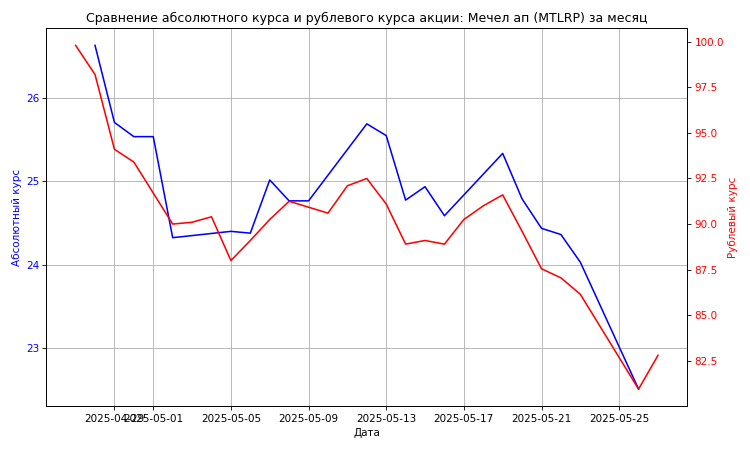 Сравнение абсолютного курса и рублевого курса акции: Мечел ап (MTLRP) за месяц
Абсолютный курс
26
25
24
23
100.0
97.5
95.0
92.5
90.0
87.5
85.0
82.5
Рублевый курс
2025-04-29 2025-05-01 2025-05-05 2025-05-09 2025-05-13 2025-05-17 2025-05-21 2025-05-25
Дата